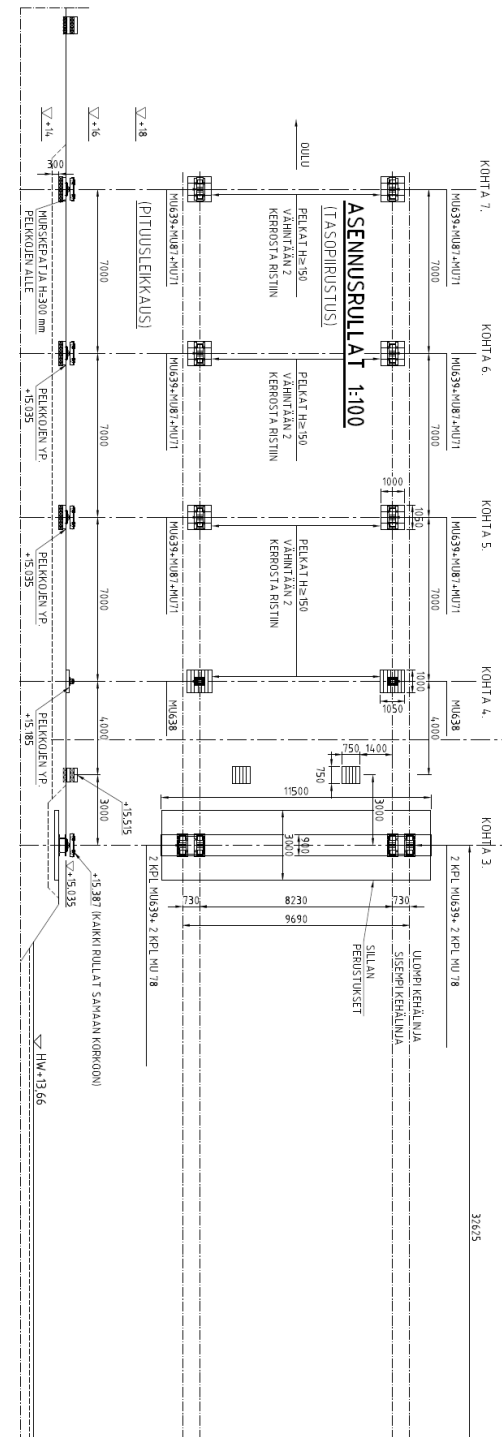 KOHTA 7.
KOHTA 6.
KOHTA 5.
KOHTA 4.
KOHTA 3.
MU639+MU87+MU71
MU639+MU87+MU71
MU639+MU87+MU71
MU638
2 KPL MU639+ 2 KPL MU 78
7000
7000
7000
4000
32625
1000
1050
1000
1050
750
1400
750
3000
11500
900
3000
ULOMPI KEHÄLINJA
SISEMPI KEHÄLINJA
SILLAN
PERUSTUKSET
730
8230
730
9690
ASENNUSRULLAT 1:100
(TASOPIIRUSTUS)
OULU
PELKAT H≥150
VÄHINTÄÄN 2
KERROSTA RISTIIN
PELKAT H≥150
VÄHINTÄÄN 2
KERROSTA RISTIIN
PELKAT H≥150
VÄHINTÄÄN 2
KERROSTA RISTIIN
MU639+MU87+MU71
MU639+MU87+MU71
MU639+MU87+MU71
MU638
2 KPL MU639+ 2 KPL MU 78
(PITUUSLEIKKAUS)
+18
+16
+14
300
7000
7000
7000
4000
3000
MURSKEPATJA H=300 mm
PELKKOJEN ALLE
PELKKOJEN YP.
+15.035
PELKKOJEN YP.
+15.035
PELKKOJEN YP.
+15.185
+15.515
+15.387 (KAIKKI RULLAT SAMAAN KORKOON)
+15.035
HW+13.66